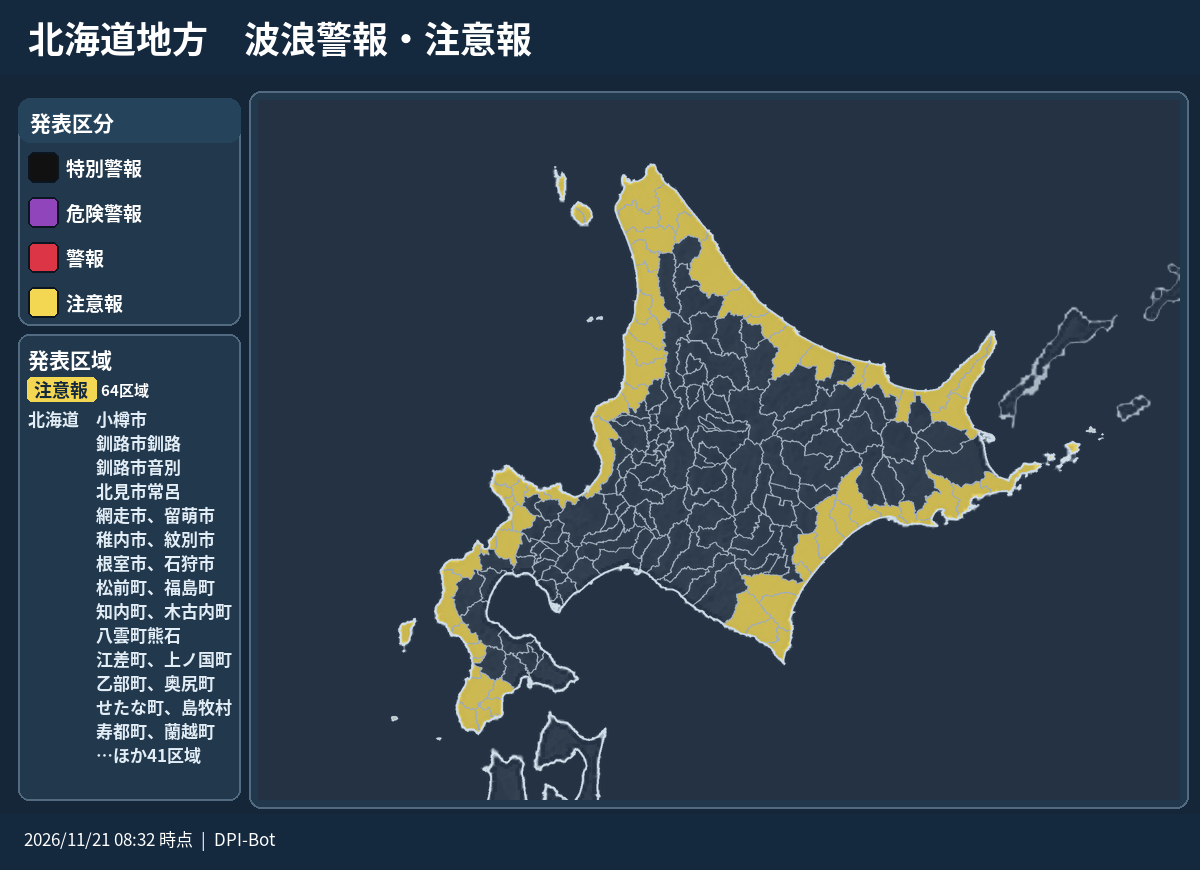 北海道地方　波浪警報・注意報
発表区分
特別警報
危険警報
警報
注意報
発表区域
注意報 64区域
北海道 小樽市
釧路市釧路
釧路市音別
北見市常呂
網走市、留萌市
稚内市、紋別市
根室市、石狩市
松前町、福島町
知内町、木古内町
八雲町熊石
江差町、上ノ国町
乙部町、奥尻町
せたな町、島牧村
寿都町、蘭越町
…ほか41区域
2026/11/21 08:32 時点 | DPI-Bot